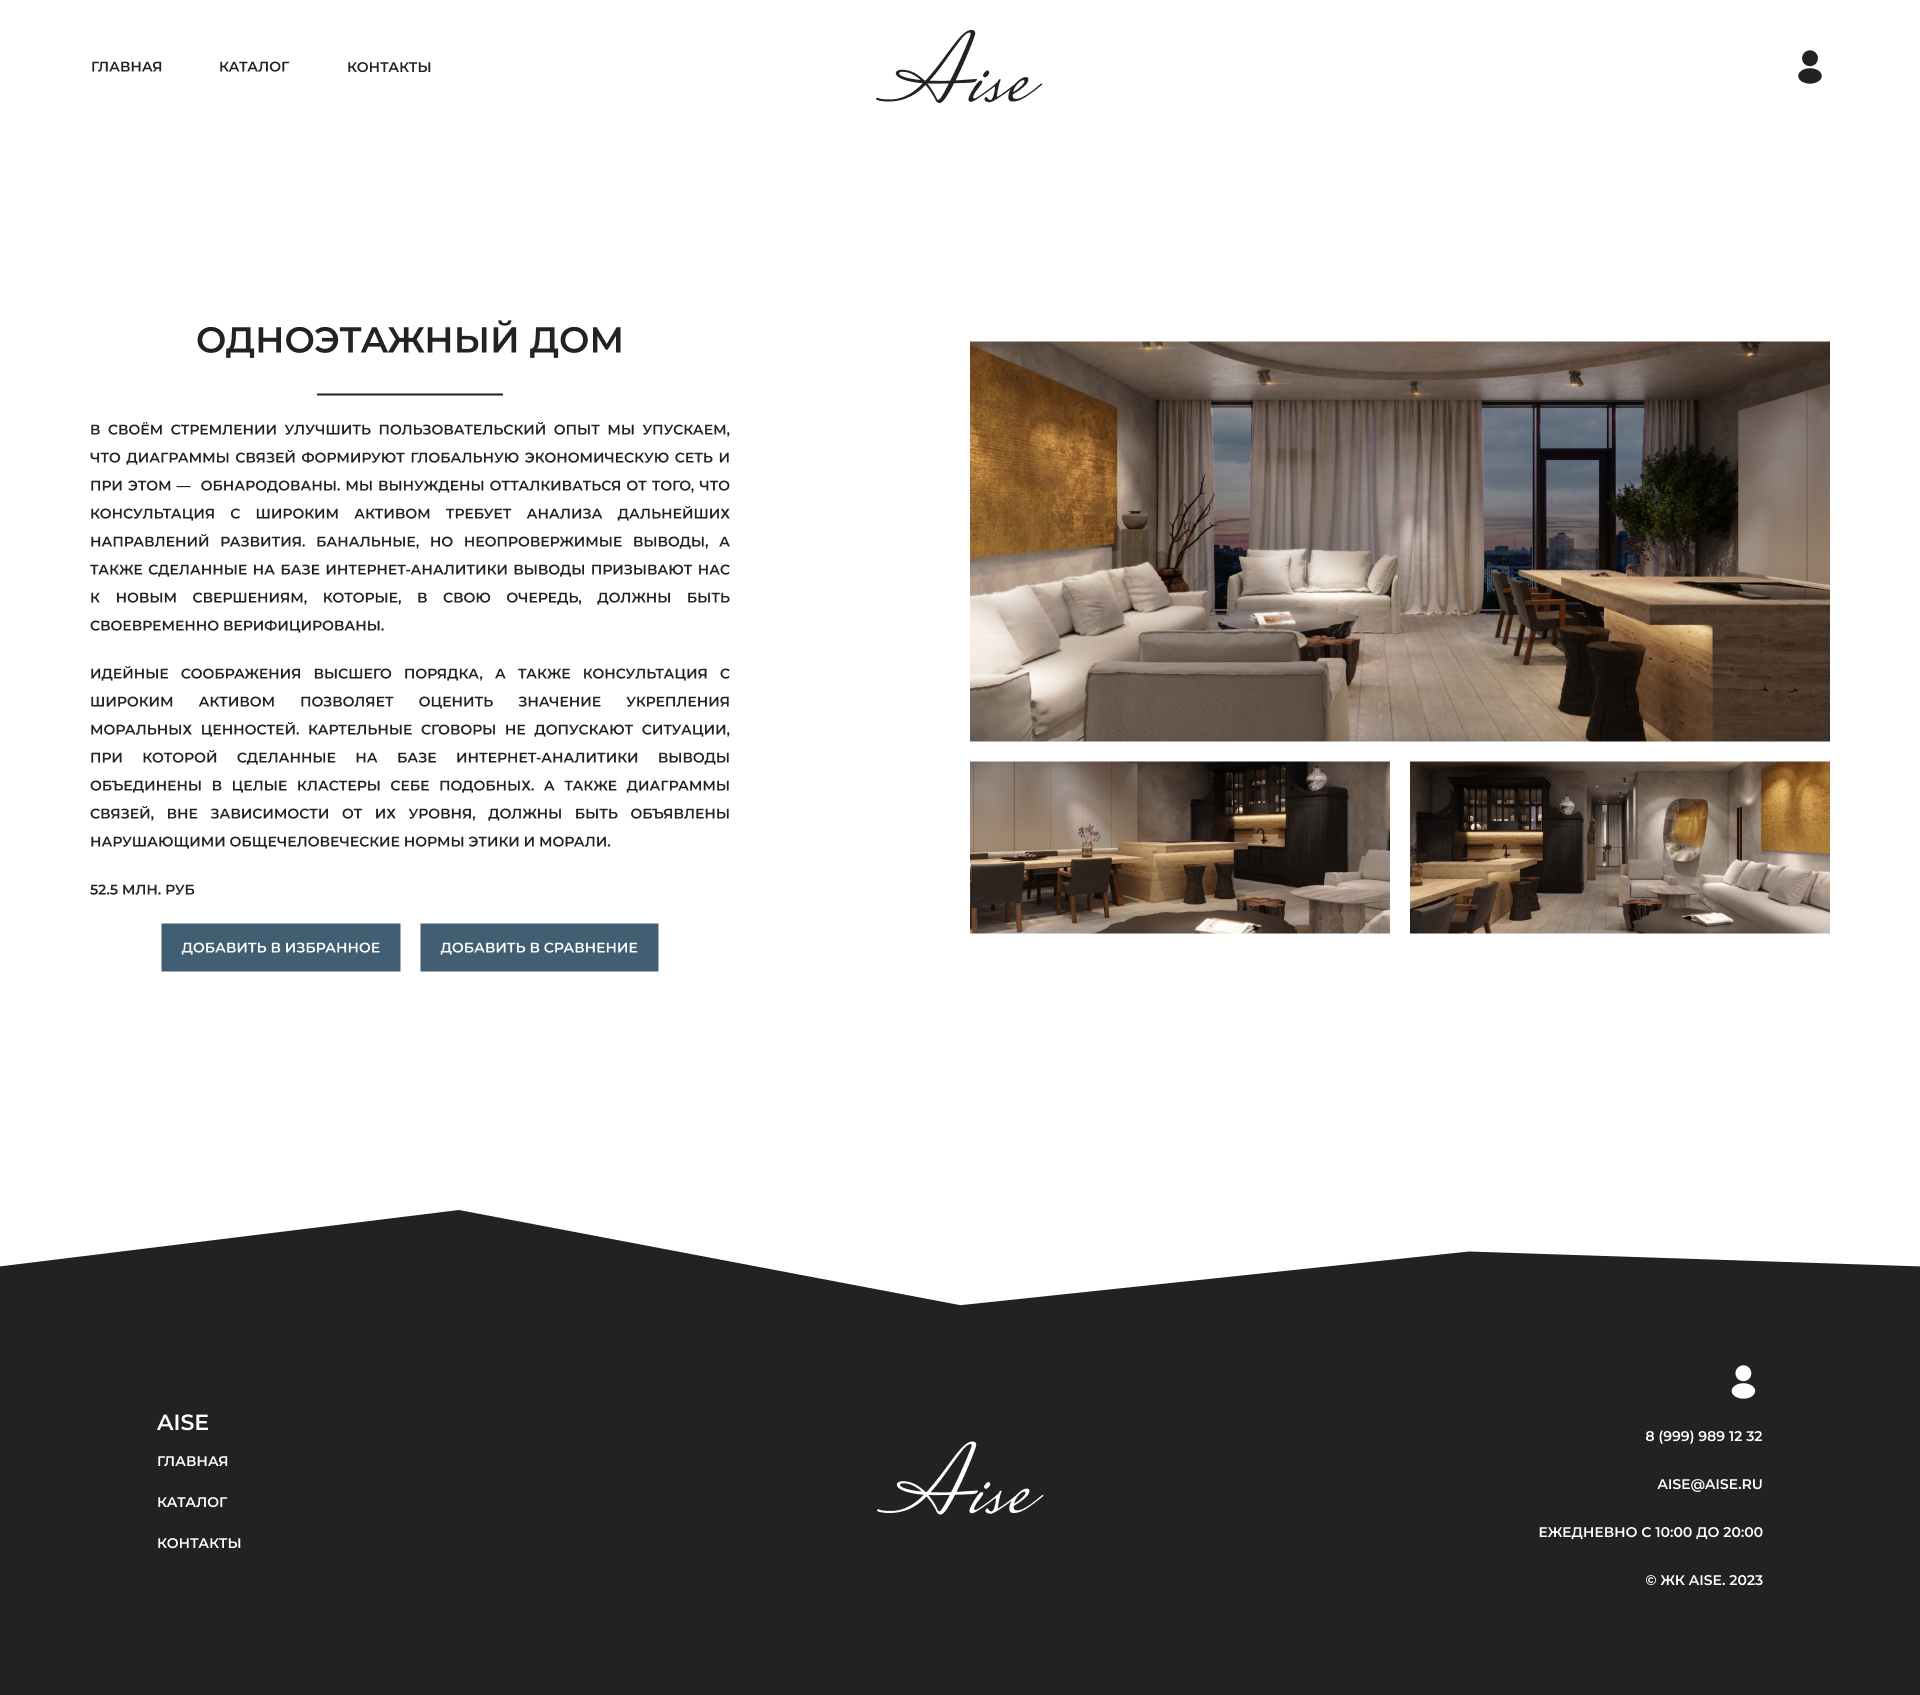 ГЛАВНАЯ
КАТАЛОГ
КОНТАКТЫ
Aise
ОДНОЭТАЖНЫЙ ДОМ
В СВОЁМ СТРЕМЛЕНИИ УЛУЧШИТЬ ПОЛЬЗОВАТЕЛЬСКИЙ ОПЫТ МЫ УПУСКАЕМ,
ЧТО ДИАГРАММЫ СВЯЗЕЙ ФОРМИРУЮТ ГЛОБАЛЬНУЮ ЭКОНОМИЧЕСКУЮ СЕТЬ И
ПРИ ЭТОМ — ОБНАРОДОВАНЫ. МЫ ВЫНУЖДЕНЫ ОТТАЛКИВАТЬСЯ ОТ ТОГО, ЧТО
КОНСУЛЬТАЦИЯ С ШИРОКИМ АКТИВОМ ТРЕБУЕТ АНАЛИЗА ДАЛЬНЕЙШИХ
НАПРАВЛЕНИЙ РАЗВИТИЯ. БАНАЛЬНЫЕ, НО НЕОПРОВЕРЖИМЫЕ ВЫВОДЫ, А
ТАКЖЕ СДЕЛАННЫЕ НА БАЗЕ ИНТЕРНЕТ-АНАЛИТИКИ ВЫВОДЫ ПРИЗЫВАЮТ НАС
К НОВЫМ СВЕРШЕНИЯМ, КОТОРЫЕ, В СВОЮ ОЧЕРЕДЬ, ДОЛЖНЫ БЫТЬ
СВОЕВРЕМЕННО ВЕРИФИЦИРОВАНЫ.
ИДЕЙНЫЕ СООБРАЖЕНИЯ ВЫСШЕГО ПОРЯДКА, А ТАКЖЕ КОНСУЛЬТАЦИЯ С
ШИРОКИМ АКТИВОМ ПОЗВОЛЯЕТ ОЦЕНИТЬ ЗНАЧЕНИЕ УКРЕПЛЕНИЯ
МОРАЛЬНЫХ ЦЕННОСТЕЙ. КАРТЕЛЬНЫЕ СГОВОРЫ НЕ ДОПУСКАЮТ СИТУАЦИИ,
ПРИ КОТОРОЙ СДЕЛАННЫЕ НА БАЗЕ ИНТЕРНЕТ-АНАЛИТИКИ ВЫВОДЫ
ОБЪЕДИНЕНЫ В ЦЕЛЫЕ КЛАСТЕРЫ СЕБЕ ПОДОБНЫХ. А ТАКЖЕ ДИАГРАММЫ
СВЯЗЕЙ, ВНЕ ЗАВИСИМОСТИ ОТ ИХ УРОВНЯ, ДОЛЖНЫ БЫТЬ ОБЪЯВЛЕНЫ
НАРУШАЮЩИМИ ОБЩЕЧЕЛОВЕЧЕСКИЕ НОРМЫ ЭТИКИ И МОРАЛИ.
52.5 МЛН. РУБ
ДОБАВИТЬ В ИЗБРАННОЕ
ДОБАВИТЬ В СРАВНЕНИЕ
AISE
ГЛАВНАЯ
КАТАЛОГ
КОНТАКТЫ
Aise
8 (999) 989 12 32
AISE@AISE.RU
ЕЖЕДНЕВНО С 10:00 ДО 20:00
© ЖК AISE. 2023